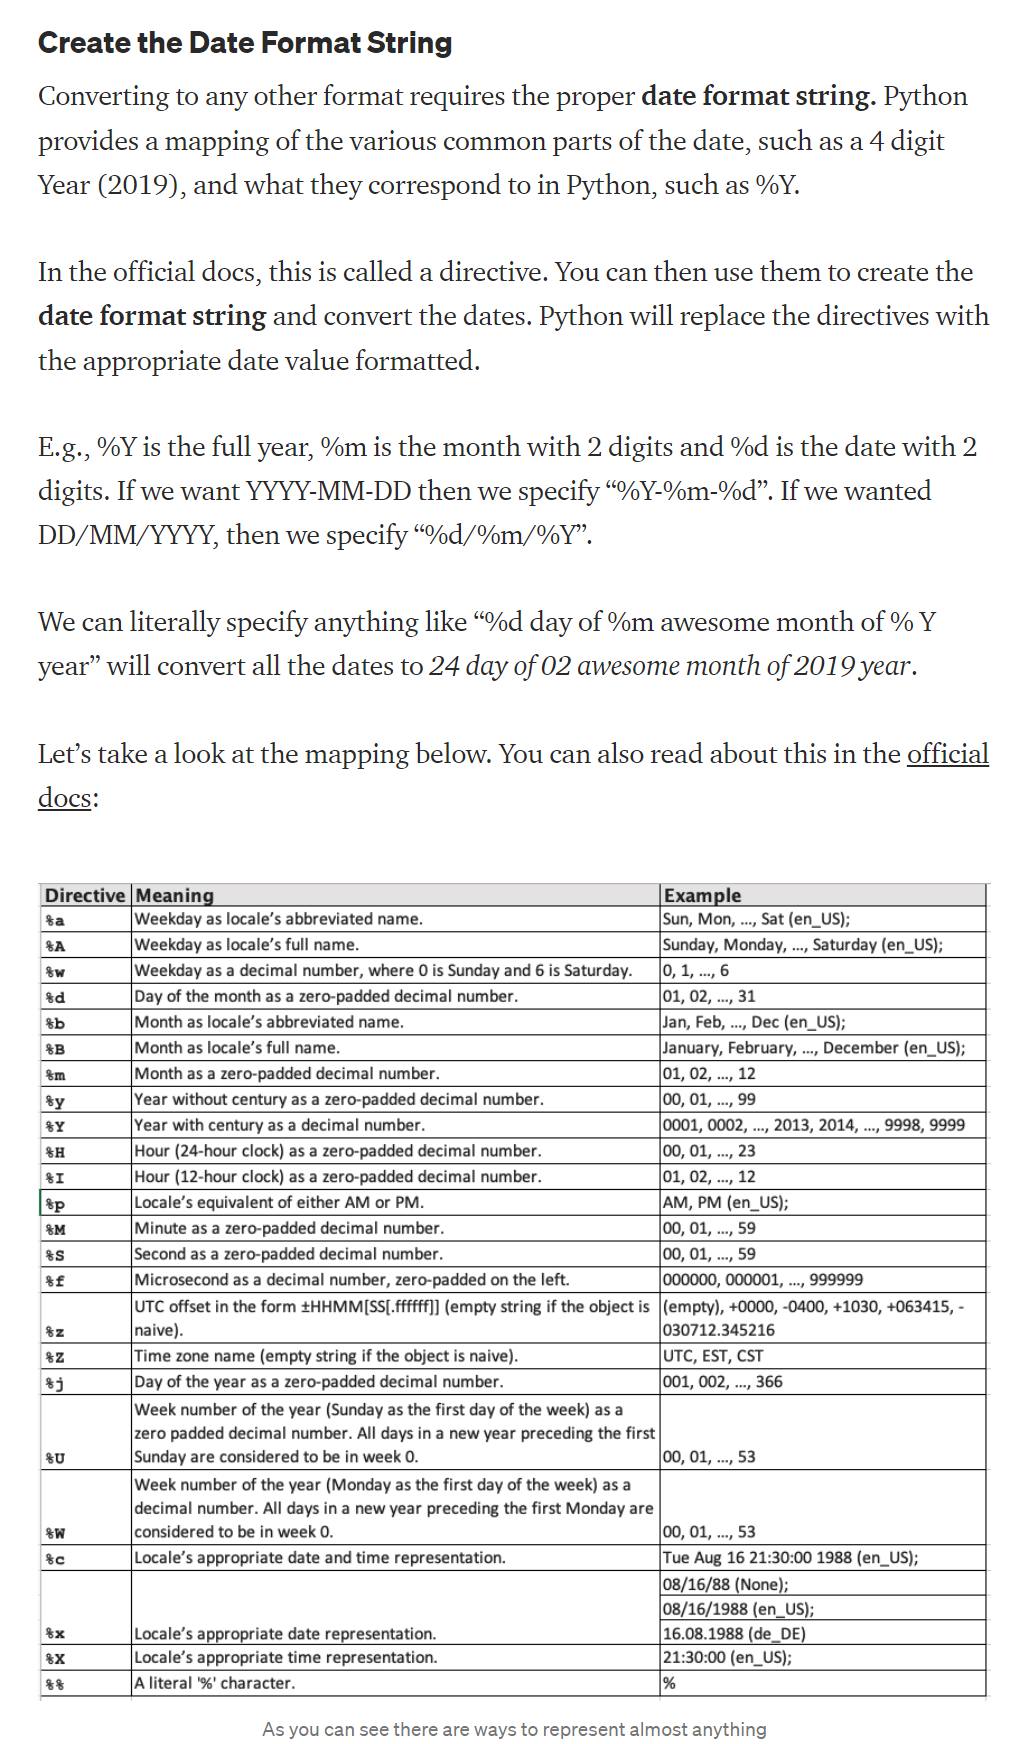 Create the Date Format String
Converting to any other format requires the proper date format string. Python
provides a mapping of the various common parts of the date, such as a 4 digit
Year (2019), and what they correspond to in Python, such as %Y.
In the official docs, this is called a directive. You can then use them to create the
date format string and convert the dates. Python will replace the directives with
the appropriate date value formatted.
E.g., %Y is the full year, %m is the month with 2 digits and %d is the date with 2
digits. If we want YYYY-MM-DD then we specify “%Y-%m-%d”. If we wanted
DD/MM/YYYY, then we specify “%d/%m/%Y”.
We can literally specify anything like “%d day of %m awesome month of % Y
year” will convert all the dates to 24 day of 02 awesome month of 2019 year.
Let’s take a look at the mapping below. You can also read about this in the official
docs:
Directive Meaning Example
%a Weekday as locale’s abbreviated name. Sun, Mon, ..., Sat (en_US);
%A Weekday as locale’s full name. Sunday, Monday, ..., Saturday (en_US);
%w Weekday as a decimal number, where 0 is Sunday and 6 is Saturday. 0, 1, ..., 6
%d Day of the month as a zero-padded decimal number. 01, 02, ..., 31
%b Month as locale’s abbreviated name. Jan, Feb, ..., Dec (en_US);
%B Month as locale’s full name. January, February, ..., December (en_US);
%m Month as a zero-padded decimal number. 01, 02, ..., 12
%y Year without century as a zero-padded decimal number. 00, 01, ..., 99
%Y Year with century as a decimal number. 0001, 0002, ..., 2013, 2014, ..., 9998, 9999
%H Hour (24-hour clock) as a zero-padded decimal number. 00, 01, ..., 23
%I Hour (12-hour clock) as a zero-padded decimal number. 01, 02, ..., 12
%p Locale’s equivalent of either AM or PM. AM, PM (en_US);
%M Minute as a zero-padded decimal number. 00, 01, ..., 59
%S Second as a zero-padded decimal number. 00, 01, ..., 59
%f Microsecond as a decimal number, zero-padded on the left. 000000, 000001, ..., 999999
UTC offset in the form ±HHMM[SS[.ffffff]] (empty string if the object is (empty), +0000, -0400, +1030, +063415, -
%z naive). 030712.345216
%Z Time zone name (empty string if the object is naive). UTC, EST, CST
%j Day of the year as a zero-padded decimal number. 001, 002, ..., 366
Week number of the year (Sunday as the first day of the week) as a
zero padded decimal number. All days in a new year preceding the first
%U Sunday are considered to be in week 0. 00, 01, ..., 53
Week number of the year (Monday as the first day of the week) as a
decimal number. All days in a new year preceding the first Monday are
%W considered to be in week 0. 00, 01, ..., 53
%c Locale’s appropriate date and time representation. Tue Aug 16 21:30:00 1988 (en_US);
08/16/88 (None);
08/16/1988 (en_US);
%x Locale’s appropriate date representation. 16.08.1988 (de_DE)
%X Locale’s appropriate time representation. 21:30:00 (en_US);
%% A literal '%' character. %
As you can see there are ways to represent almost anything